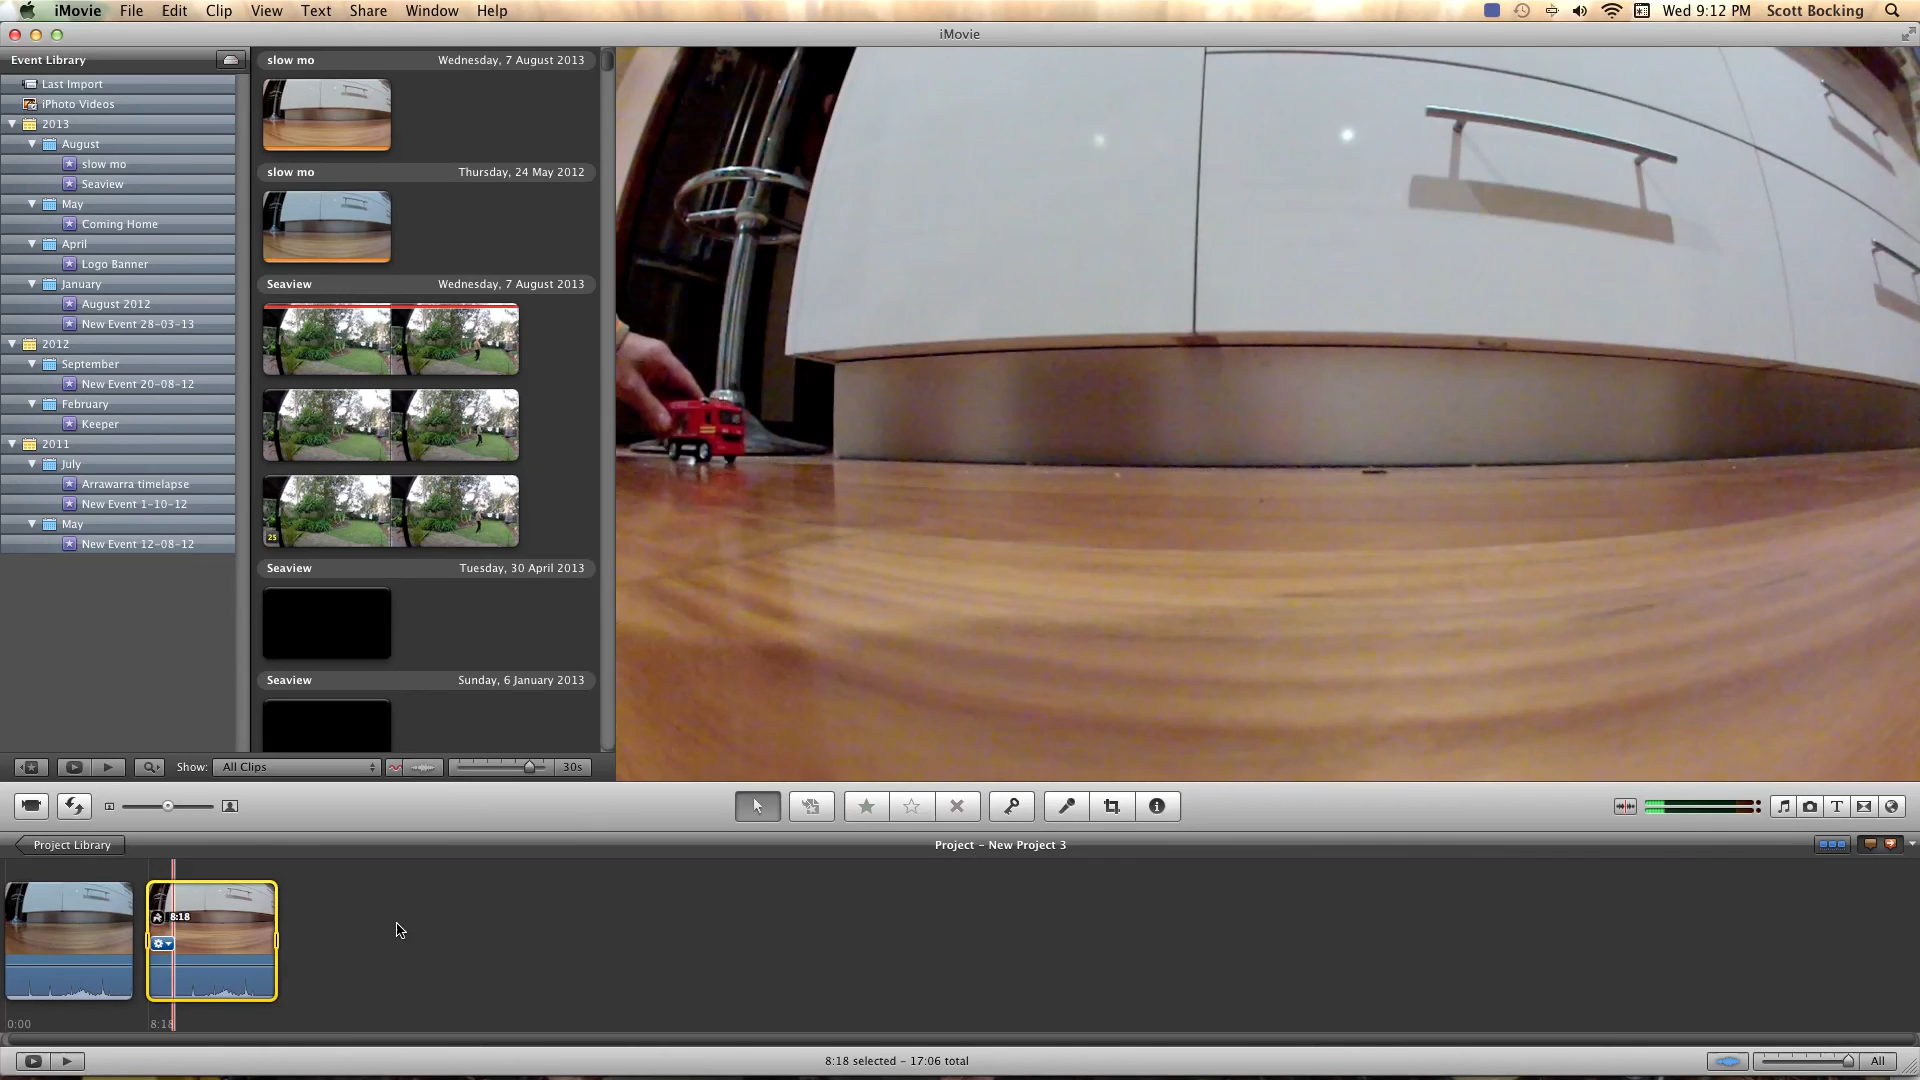 iMovie File Edit Clip View Text Share Window Help Wed 9:12 PM Scott Bocking
iMovie
Event Library
Last Import
iPhoto Videos
2013
August
slow mo
Seaview
May
Coming Home
April
Logo Banner
January
August 2012
New Event 28-03-13
2012
September
New Event 20-08-12
February
Keeper
2011
July
Arrawarra timelapse
New Event 1-10-12
May
New Event 12-08-12
slow mo Wednesday, 7 August 2013
slow mo Thursday, 24 May 2012
Seaview Wednesday, 7 August 2013
25
Seaview Tuesday, 30 April 2013
Seaview Sunday, 6 January 2013
Show: All Clips 30s
Project Library Project - New Project 3
8:18
0:00 8:18
8:18 selected - 17:06 total All